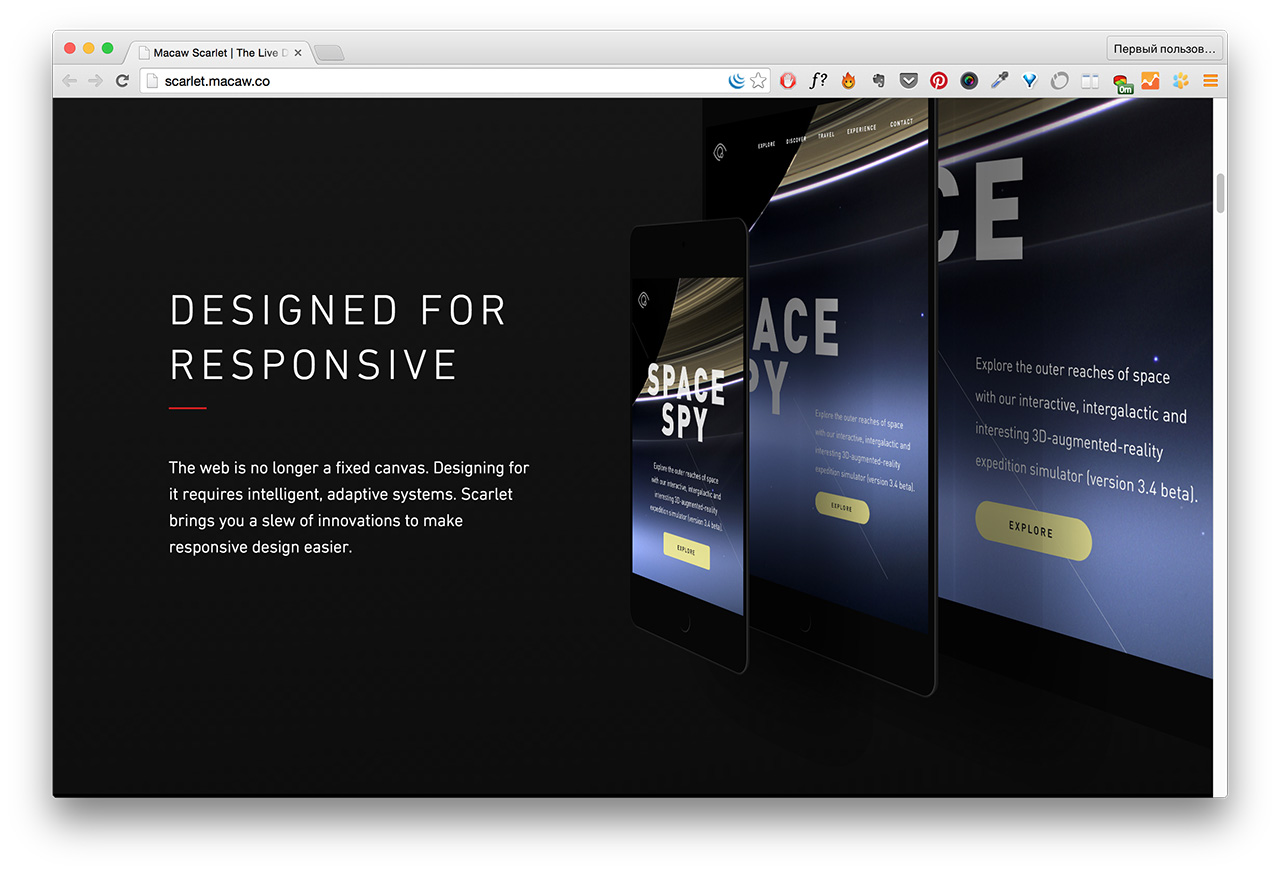 Macaw Scarlet | The Live D
Первый пользов…
scarlet.macaw.co
f?
0m
EXPLORE DISCOVER TRAVEL EXPERIENCE CONTACT
DESIGNED FOR
RESPONSIVE
The web is no longer a fixed canvas. Designing for
it requires intelligent, adaptive systems. Scarlet
brings you a slew of innovations to make
responsive design easier.
SPACE
SPY
Explore the outer reaches of space
with our interactive, intergalactic and
interesting 3D-augmented-reality
expedition simulator (version 3.4 beta).
EXPLORE
ACE
PY
Explore the outer reaches of space
with our interactive, intergalactic and
interesting 3D-augmented-reality
expedition simulator (version 3.4 beta).
EXPLORE
CE
Explore the outer reaches of space
with our interactive, intergalactic and
interesting 3D-augmented-reality
expedition simulator (version 3.4 beta).
EXPLORE